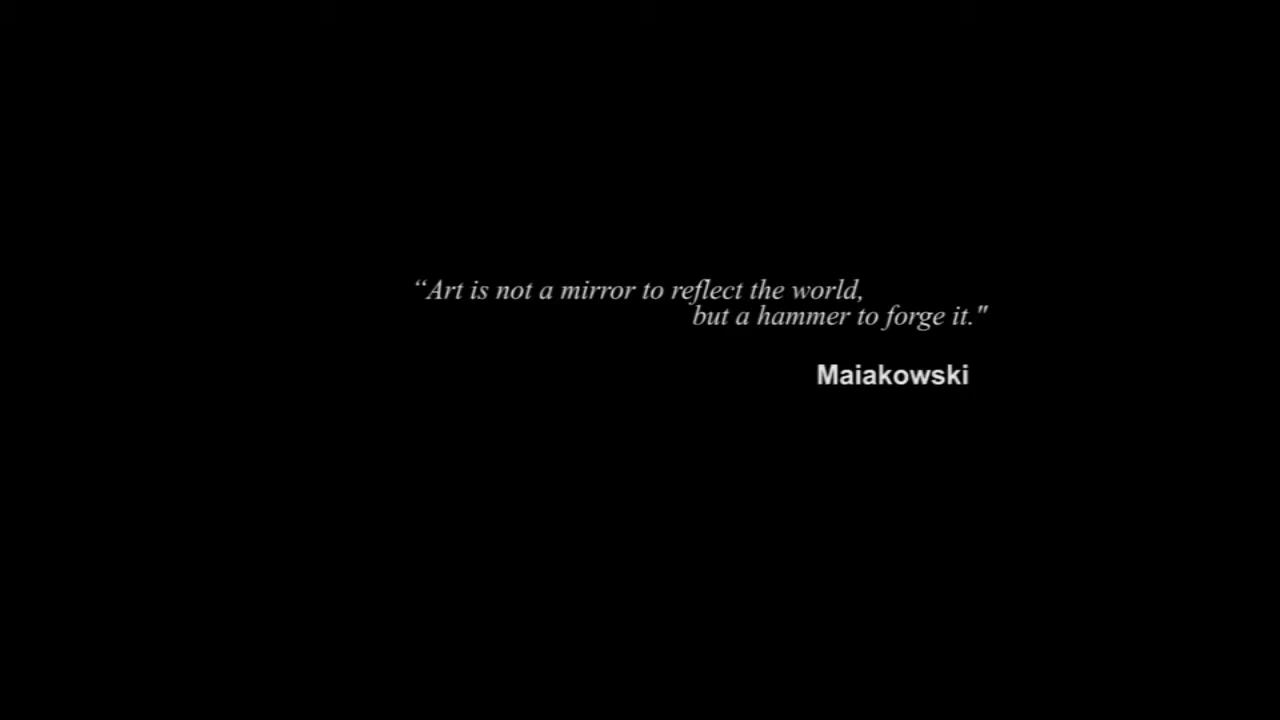 “Art is not a mirror to reflect the world,
but a hammer to forge it."
Maiakowski